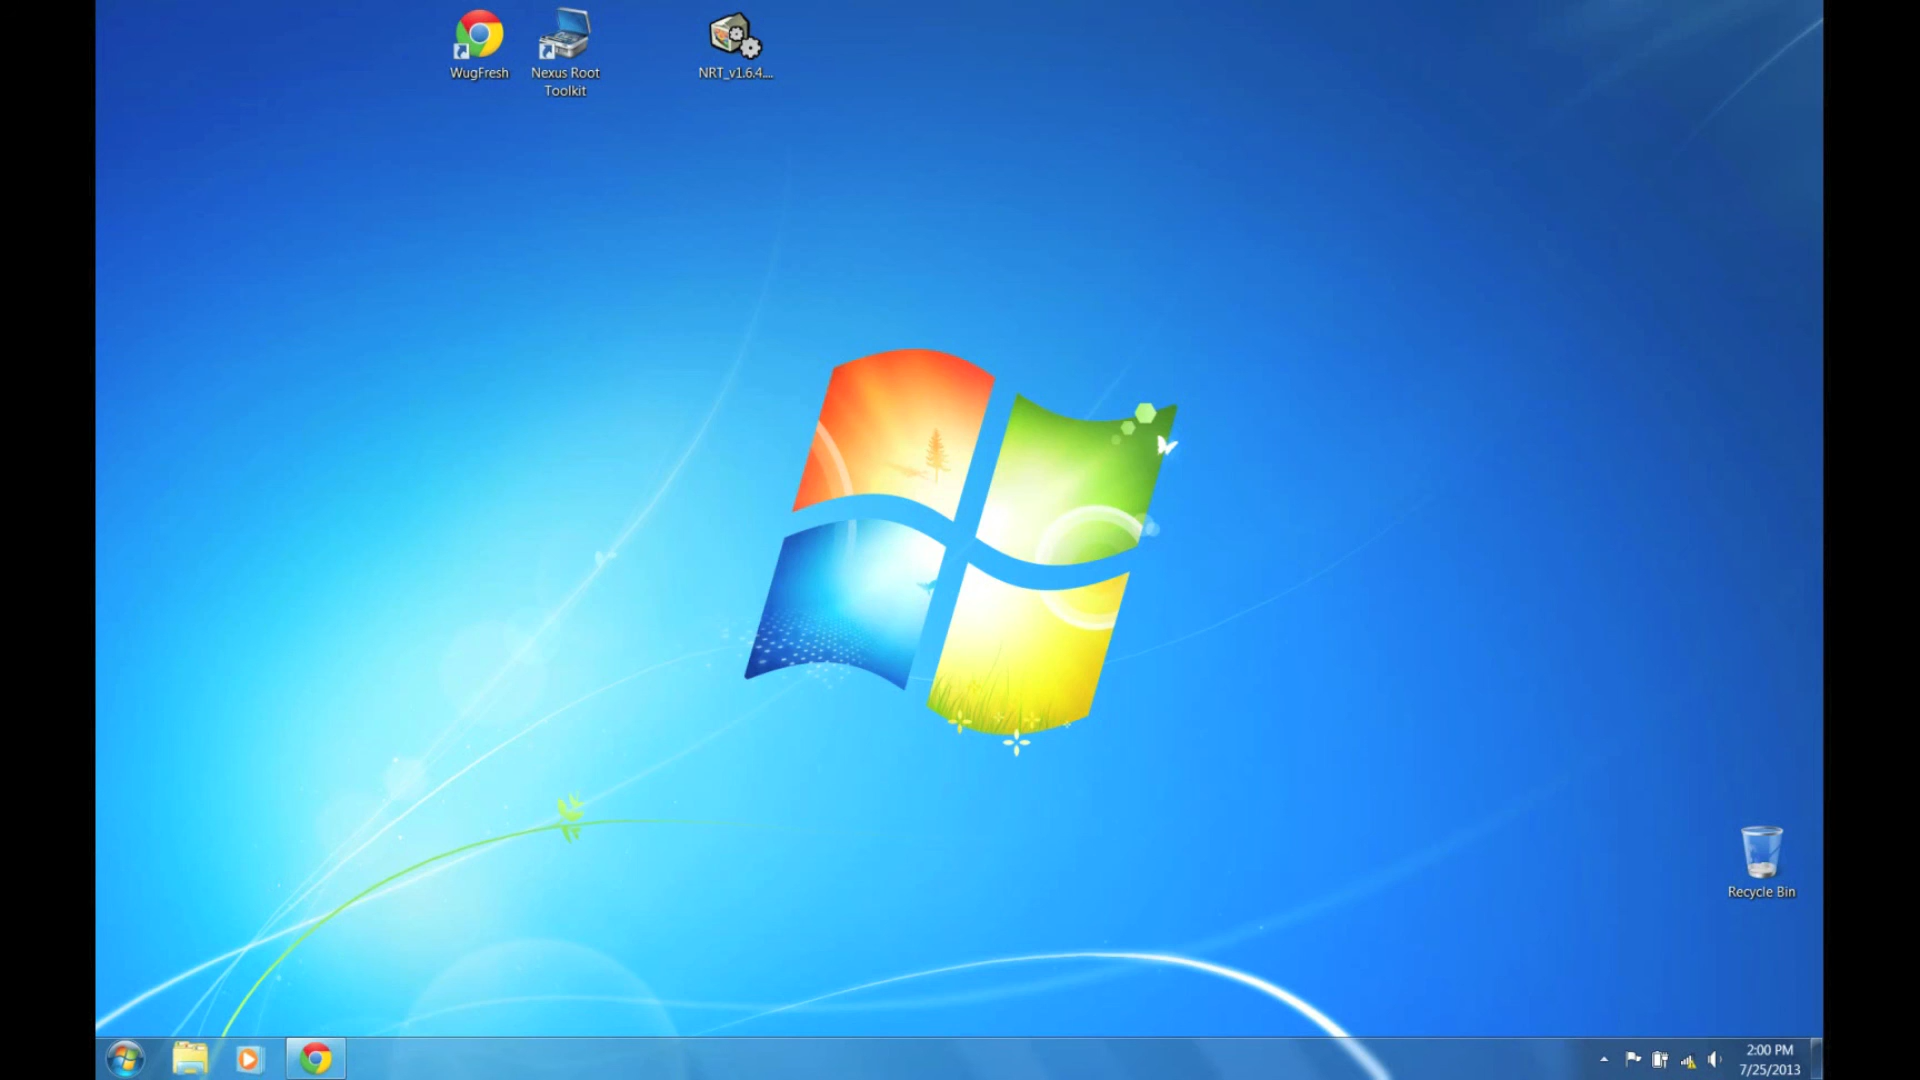 WugFresh
Nexus Root
Toolkit
NRT_v1.6.4....
Recycle Bin
2:00 PM
7/25/2013